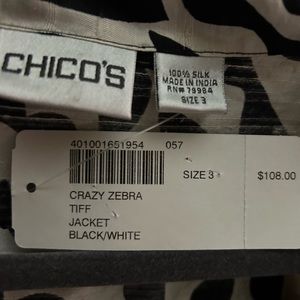 CHICO'S
100% SILK
MADE IN INDIA
RN# 79984
SIZE 3
401001651954 057
SIZE 3 $108.00
CRAZY ZEBRA
TIFF
JACKET
BLACK/WHITE